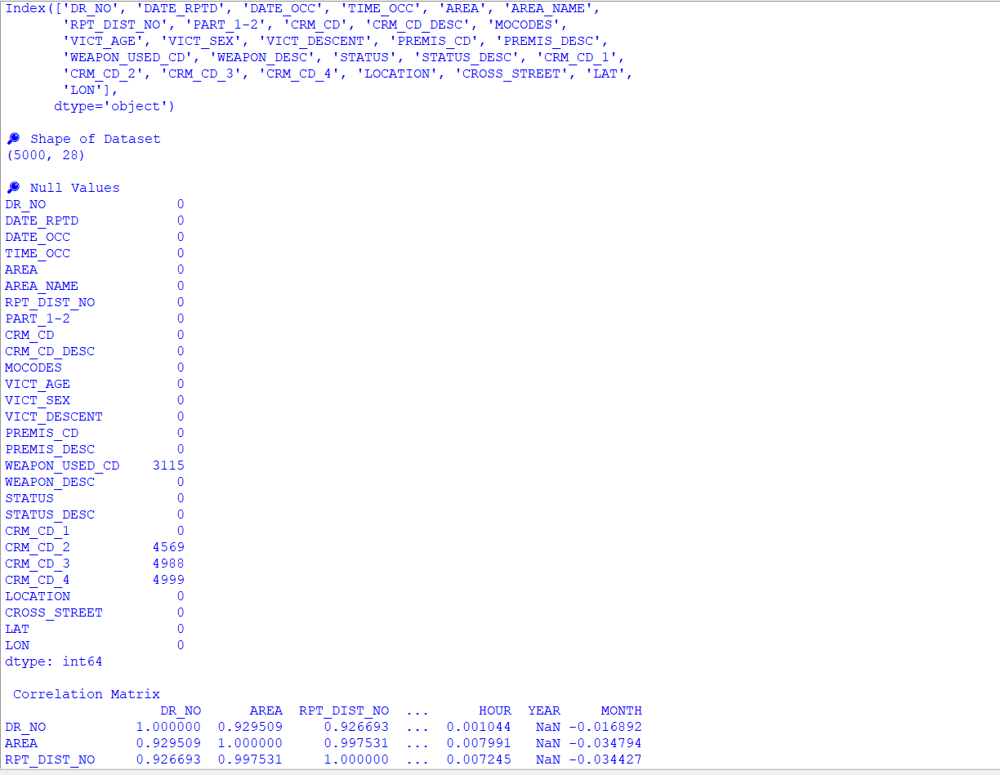 Index(['DR_NO', 'DATE_RPTD', 'DATE_OCC', 'TIME_OCC', 'AREA', 'AREA_NAME',
'RPT_DIST_NO', 'PART_1-2', 'CRM_CD', 'CRM_CD_DESC', 'MOCODES',
'VICT_AGE', 'VICT_SEX', 'VICT_DESCENT', 'PREMIS_CD', 'PREMIS_DESC',
'WEAPON_USED_CD', 'WEAPON_DESC', 'STATUS', 'STATUS_DESC', 'CRM_CD_1',
'CRM_CD_2', 'CRM_CD_3', 'CRM_CD_4', 'LOCATION', 'CROSS_STREET', 'LAT',
'LON'],
dtype='object')
Shape of Dataset
(5000, 28)
Null Values
DR_NO 0
DATE_RPTD 0
DATE_OCC 0
TIME_OCC 0
AREA 0
AREA_NAME 0
RPT_DIST_NO 0
PART_1-2 0
CRM_CD 0
CRM_CD_DESC 0
MOCODES 0
VICT_AGE 0
VICT_SEX 0
VICT_DESCENT 0
PREMIS_CD 0
PREMIS_DESC 0
WEAPON_USED_CD 3115
WEAPON_DESC 0
STATUS 0
STATUS_DESC 0
CRM_CD_1 0
CRM_CD_2 4569
CRM_CD_3 4988
CRM_CD_4 4999
LOCATION 0
CROSS_STREET 0
LAT 0
LON 0
dtype: int64
Correlation Matrix
DR_NO AREA RPT_DIST_NO ... HOUR YEAR MONTH
DR_NO 1.000000 0.929509 0.926693 ... 0.001044 NaN -0.016892
AREA 0.929509 1.000000 0.997531 ... 0.007991 NaN -0.034794
RPT_DIST_NO 0.926693 0.997531 1.000000 ... 0.007245 NaN -0.034427